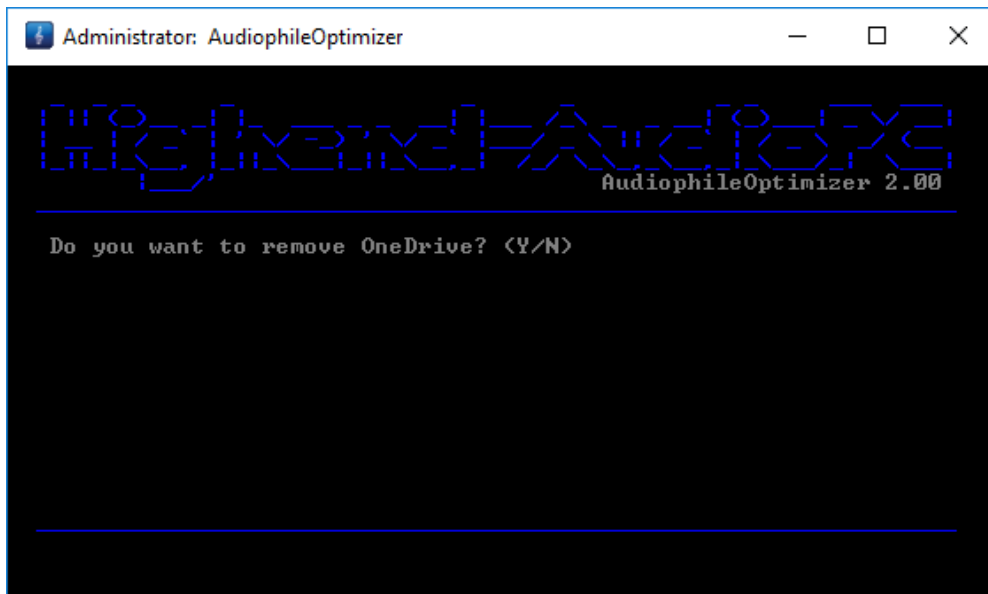 Administrator: AudiophileOptimizer
Highend-AudioPC
AudiophileOptimizer 2.00
Do you want to remove OneDrive? (Y/N)